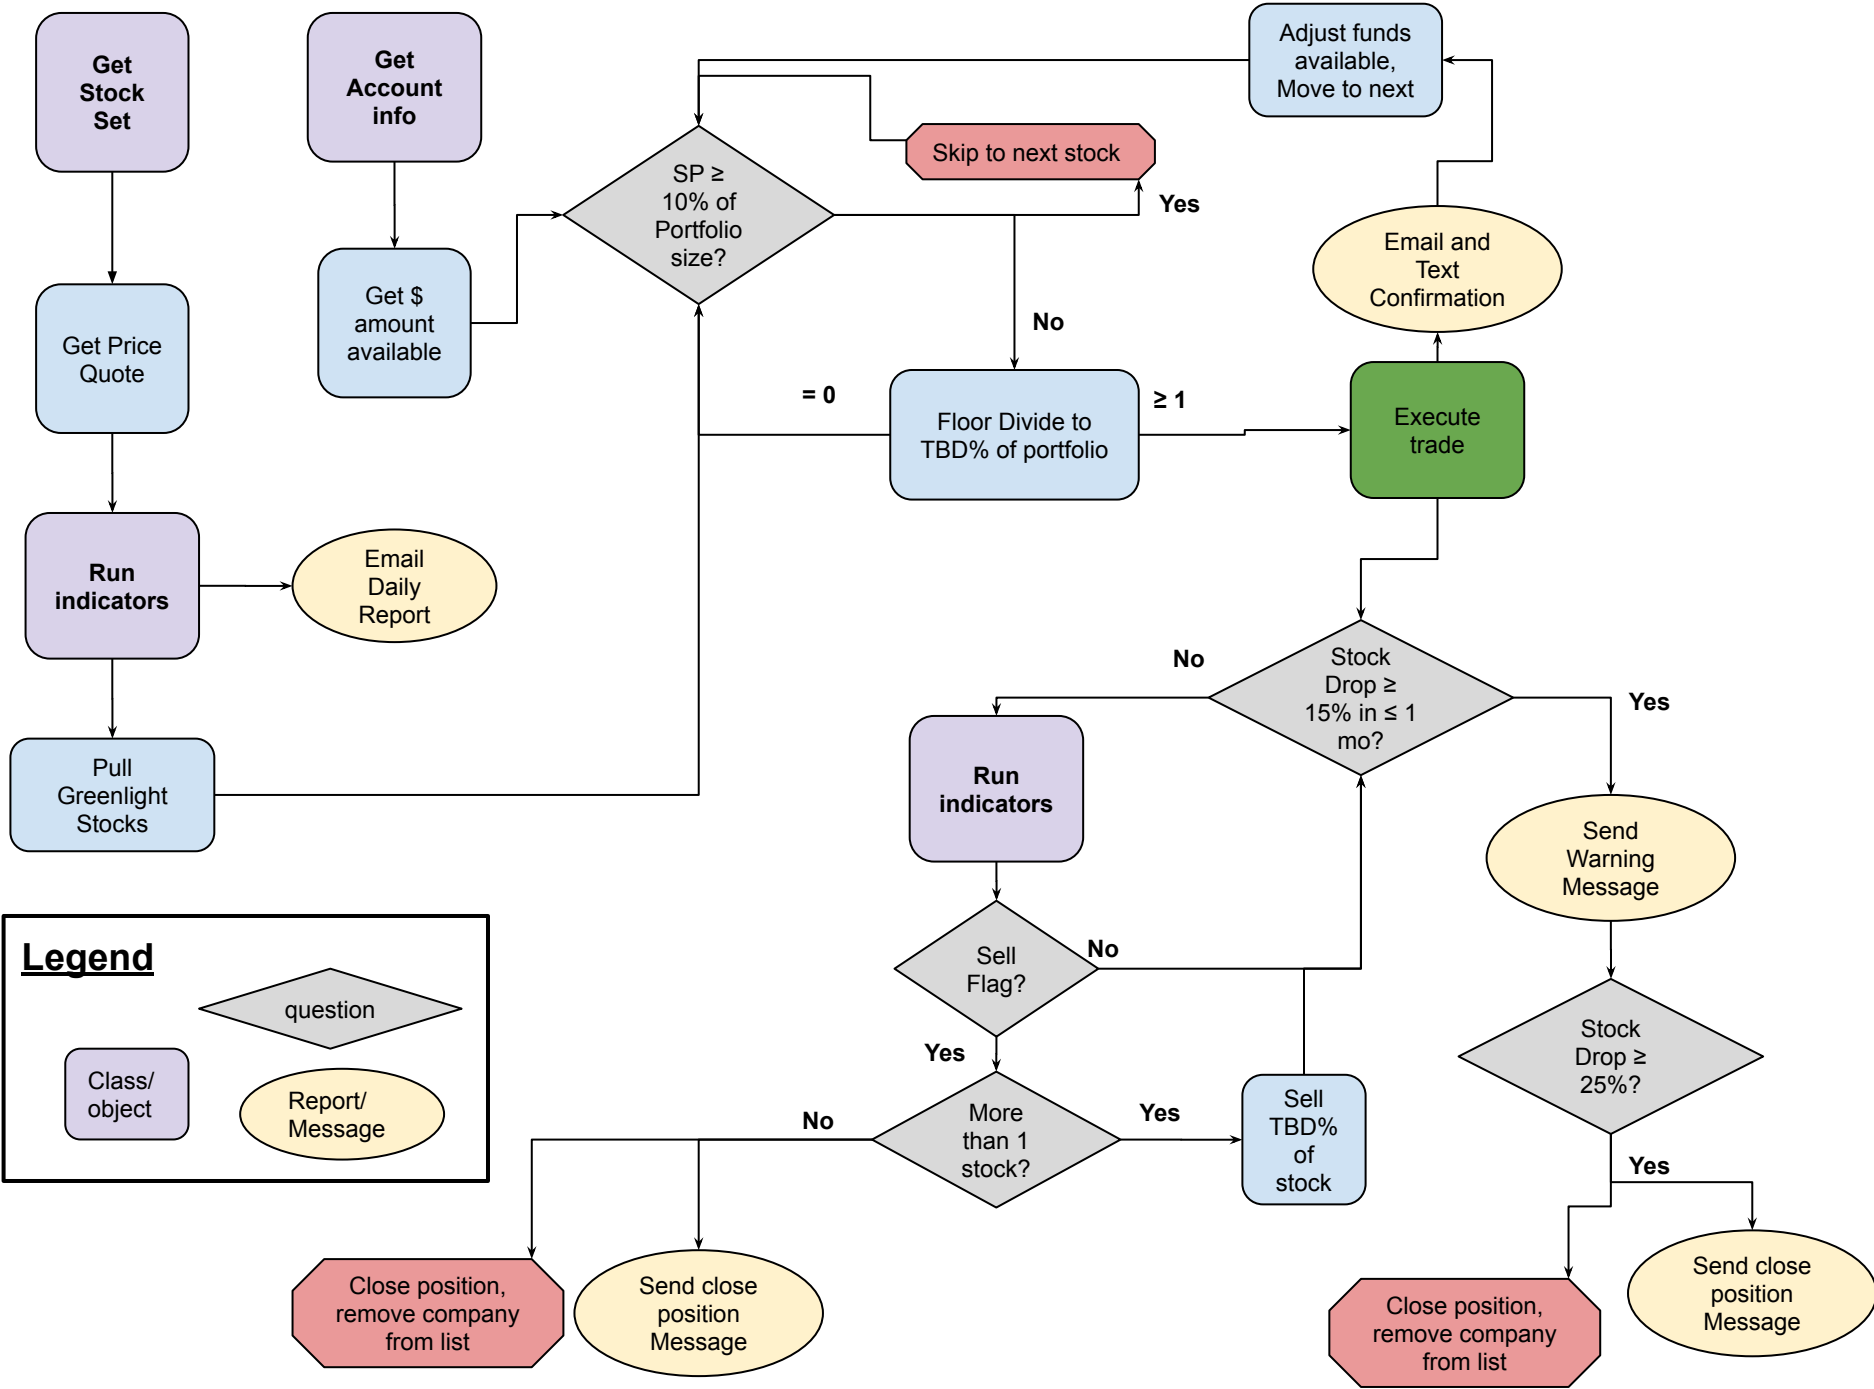 Get
Stock
Set
Get
Account
info
Adjust funds
available,
Move to next
Skip to next stock
SP ≥
10% of
Portfolio
size?
Yes
Email and
Text
Confirmation
Get $
amount
available
Get Price
Quote
No
= 0
≥ 1
Floor Divide to
TBD% of portfolio
Execute
trade
Run
indicators
Email
Daily
Report
No
Stock
Drop ≥
15% in ≤ 1
mo?
Yes
Pull
Greenlight
Stocks
Run
indicators
Send
Warning
Message
Legend
question
Class/
object
Report/
Message
Sell
Flag?
No
Yes
Stock
Drop ≥
25%?
No
More
than 1
stock?
Yes
Sell
TBD%
of
stock
Yes
Close position,
remove company
from list
Send close
position
Message
Close position,
remove company
from list
Send close
position
Message